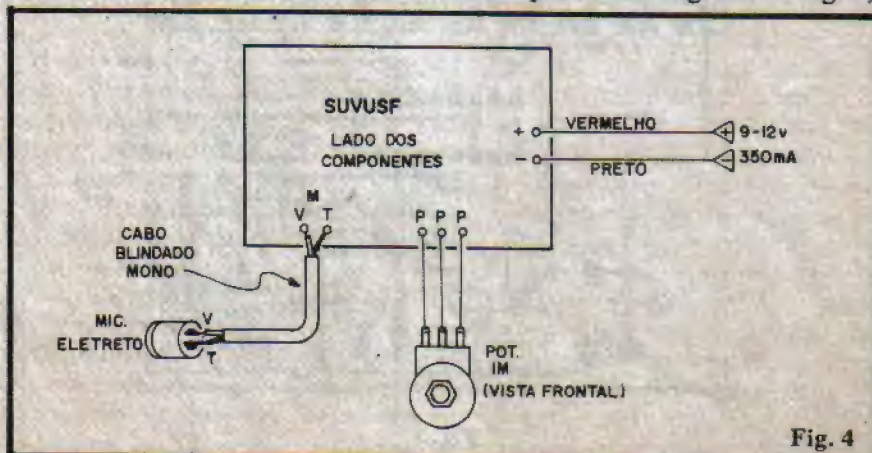 SUVUSF
LADO DOS
COMPONENTES
+ VERMELHO + 9-12v
- PRETO - 350mA
M
V T
P P P
CABO
BLINDADO
MONO
MIC.
ELETRETO
V
T
POT.
1M
(VISTA FRONTAL)
Fig. 4